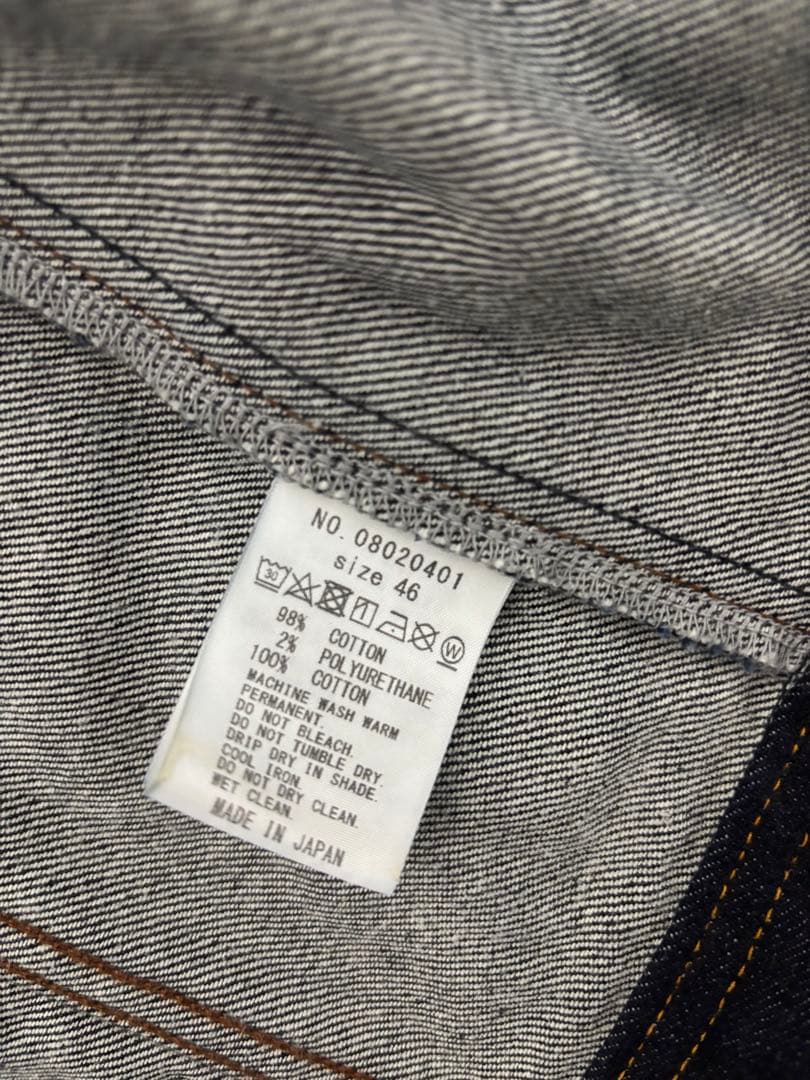 NO. 08020401
size 46
30 W
98% COTTON
2% POLYURETHANE
100% COTTON
MACHINE WASH WARM
PERMANENT.
DO NOT BLEACH.
DO NOT TUMBLE DRY.
DRIP DRY IN SHADE.
COOL IRON.
DO NOT DRY CLEAN.
WET CLEAN.
MADE IN JAPAN